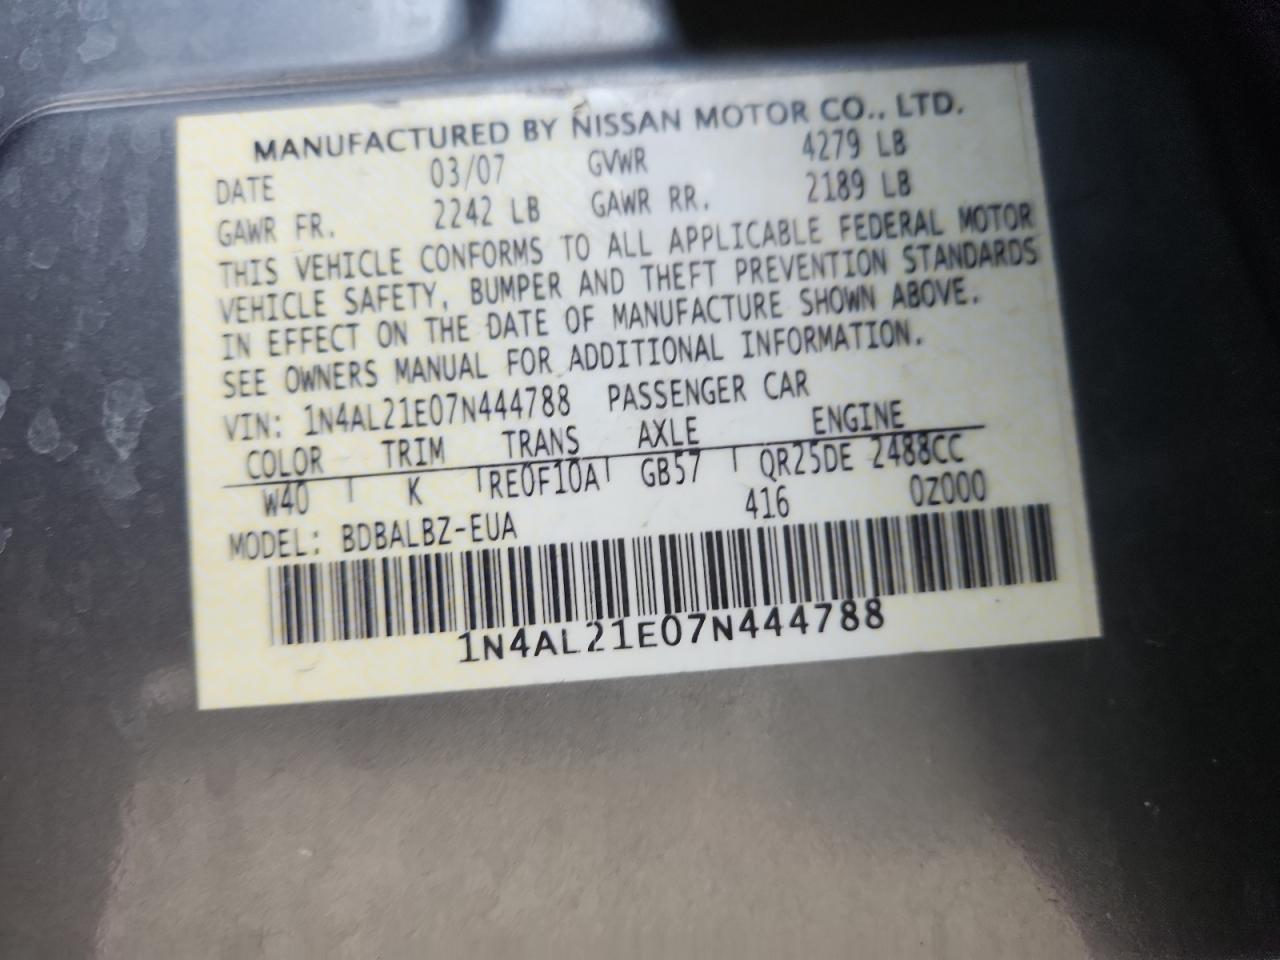 MANUFACTURED BY NISSAN MOTOR CO., LTD.
DATE 03/07 GVWR 4279 LB
GAWR FR. 2242 LB GAWR RR. 2189 LB
THIS VEHICLE CONFORMS TO ALL APPLICABLE FEDERAL MOTOR
VEHICLE SAFETY, BUMPER AND THEFT PREVENTION STANDARDS
IN EFFECT ON THE DATE OF MANUFACTURE SHOWN ABOVE.
SEE OWNERS MANUAL FOR ADDITIONAL INFORMATION.
VIN: 1N4AL21E07N444788 PASSENGER CAR
COLOR TRIM TRANS AXLE ENGINE
W40 K RE0F10A GB57 QR25DE 2488CC
416 0Z000
MODEL: BDBALBZ-EUA
1N4AL21E07N444788